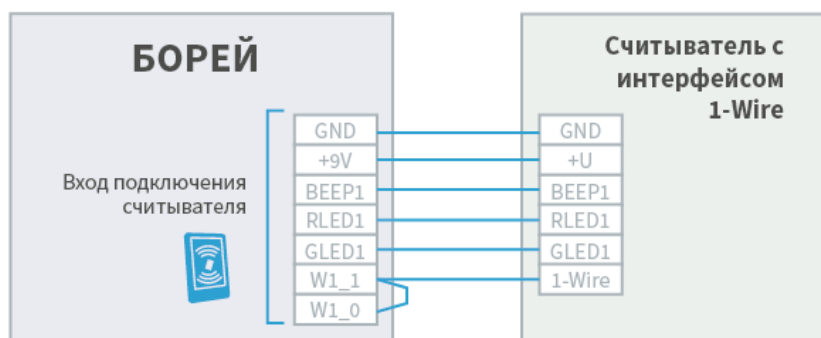 БОРЕЙ
Вход подключения
считывателя
GND
+9V
BEEP1
RLED1
GLED1
W1_1
W1_0
Считыватель с
интерфейсом
1-Wire
GND
+U
BEEP1
RLED1
GLED1
1-Wire